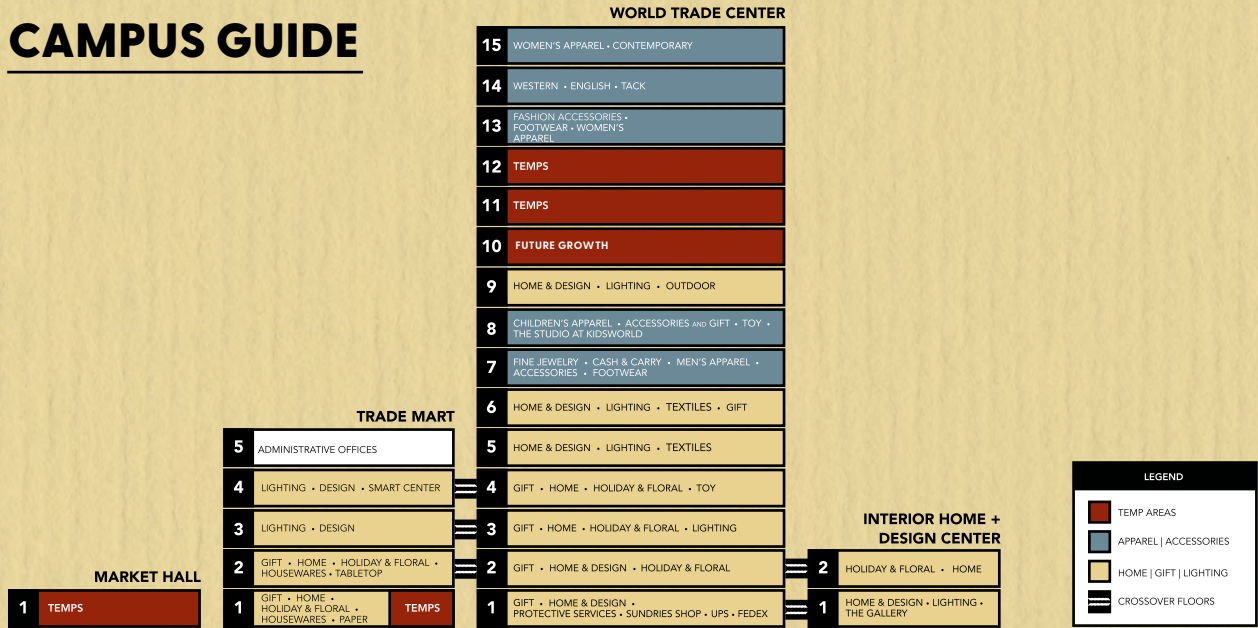 CAMPUS GUIDE
WORLD TRADE CENTER
15 WOMEN'S APPAREL • CONTEMPORARY
14 WESTERN • ENGLISH • TACK
13 FASHION ACCESSORIES •
FOOTWEAR • WOMEN'S
APPAREL
12 TEMPS
11 TEMPS
10 FUTURE GROWTH
9 HOME & DESIGN • LIGHTING • OUTDOOR
8 CHILDREN'S APPAREL • ACCESSORIES AND GIFT • TOY •
THE STUDIO AT KIDSWORLD
7 FINE JEWELRY • CASH & CARRY • MEN'S APPAREL •
ACCESSORIES • FOOTWEAR
6 HOME & DESIGN • LIGHTING • TEXTILES • GIFT
5 HOME & DESIGN • LIGHTING • TEXTILES
4 GIFT • HOME • HOLIDAY & FLORAL • TOY
3 GIFT • HOME • HOLIDAY & FLORAL • LIGHTING
2 GIFT • HOME & DESIGN • HOLIDAY & FLORAL
1 GIFT • HOME & DESIGN •
PROTECTIVE SERVICES • SUNDRIES SHOP • UPS • FEDEX
TRADE MART
5 ADMINISTRATIVE OFFICES
4 LIGHTING • DESIGN • SMART CENTER
3 LIGHTING • DESIGN
2 GIFT • HOME • HOLIDAY & FLORAL •
HOUSEWARES • TABLETOP
1 GIFT • HOME •
HOLIDAY & FLORAL •
HOUSEWARES • PAPER
TEMPS
MARKET HALL
1 TEMPS
INTERIOR HOME +
DESIGN CENTER
2 HOLIDAY & FLORAL • HOME
1 HOME & DESIGN • LIGHTING •
THE GALLERY
LEGEND
TEMP AREAS
APPAREL | ACCESSORIES
HOME | GIFT | LIGHTING
CROSSOVER FLOORS